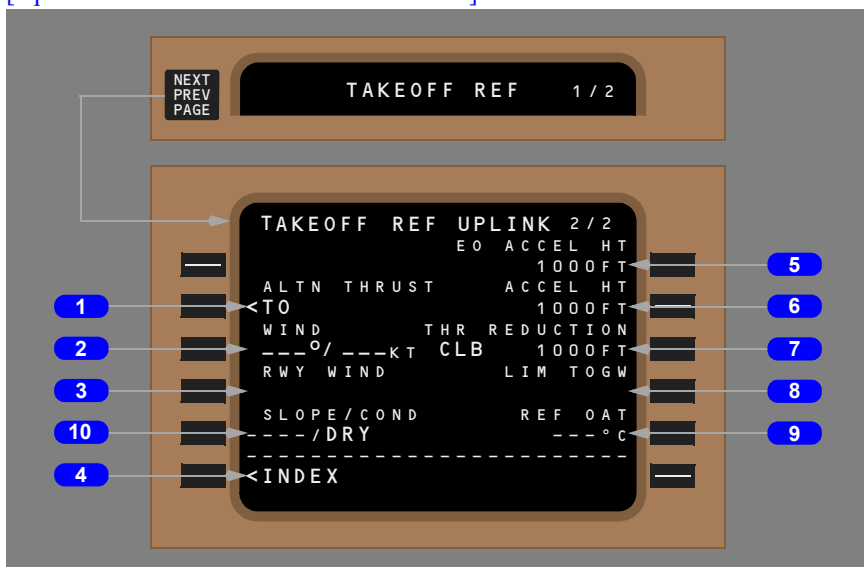 NEXT
PREV
PAGE
TAKEOFF REF 1/2
TAKEOFF REF UPLINK 2/2
EO ACCEL HT
1000FT
5
ALTN THRUST ACCEL HT
1
<TO 1000FT
6
WIND THR REDUCTION
2
___°/___KT CLB 1000FT
7
RWY WIND LIM TOGW
3
8
SLOPE/COND REF OAT
10
----/DRY ---°C
9
------------------------
4
<INDEX